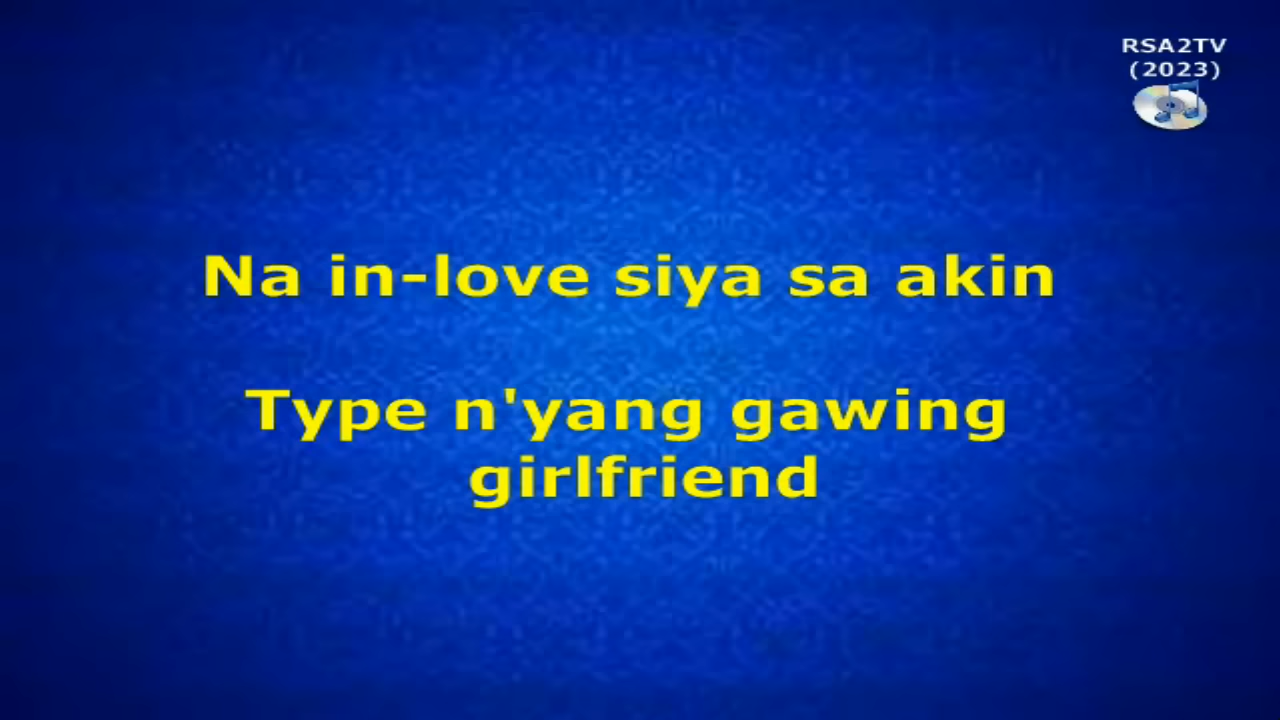 RSA2TV
(2023)
Na in-love siya sa akin
Type n'yang gawing
girlfriend